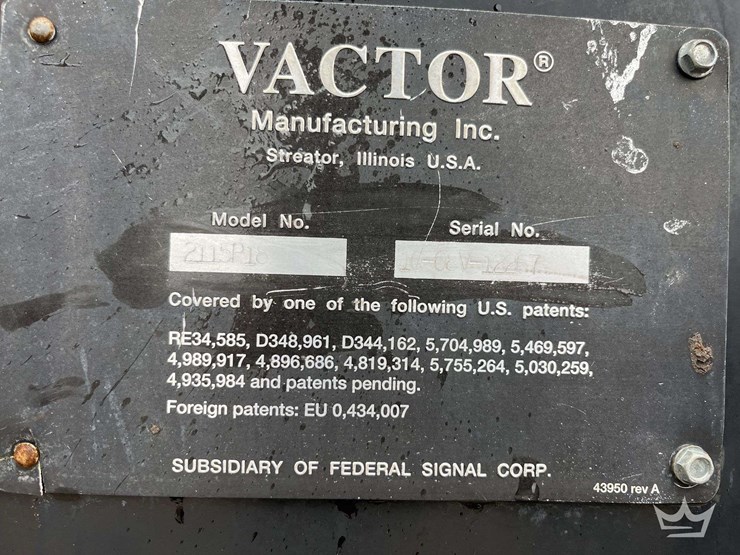 VACTOR®
Manufacturing Inc.
Streator, Illinois U.S.A.
Model No. Serial No.
Covered by one of the following U.S. patents:
RE34,585, D348,961, D344,162, 5,704,989, 5,469,597,
4,989,917, 4,896,686, 4,819,314, 5,755,264, 5,030,259,
4,935,984 and patents pending.
Foreign patents: EU 0,434,007
SUBSIDIARY OF FEDERAL SIGNAL CORP.
43950 rev A